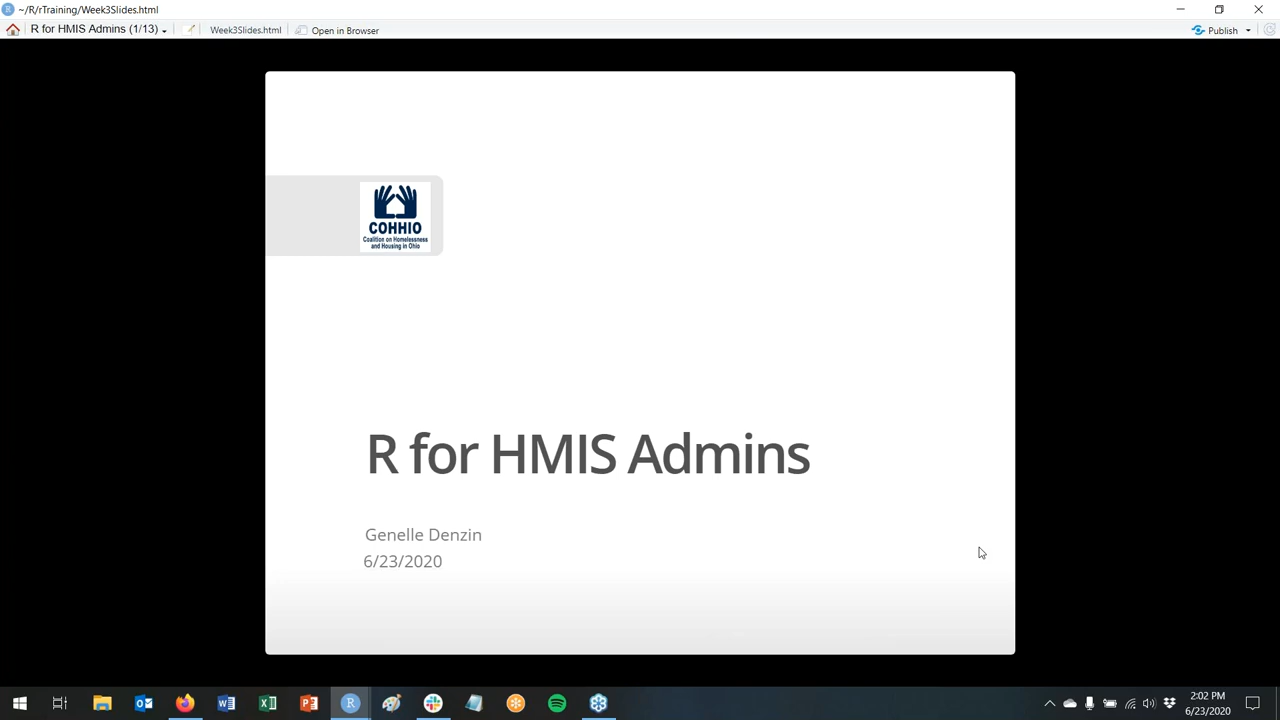 ~/R/rTraining/Week3Slides.html
R for HMIS Admins (1/13)
Week3Slides.html
Open in Browser
Publish
COHHIO
Coalition on Homelessness
and Housing in Ohio
R for HMIS Admins
Genelle Denzin
6/23/2020
2:02 PM
6/23/2020